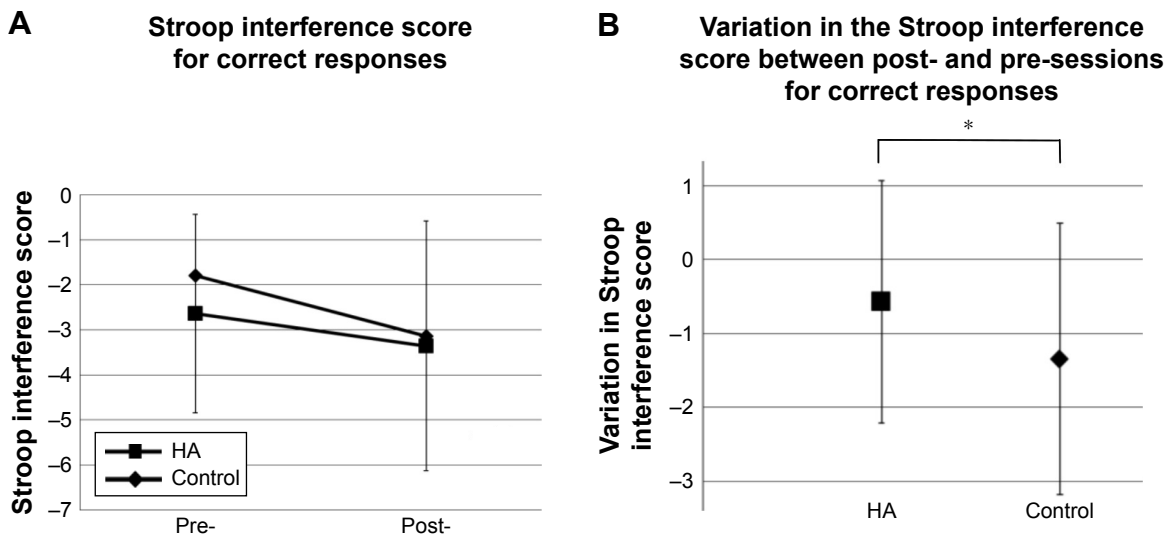 A
Stroop interference score
for correct responses
Stroop interference score
0
–1
–2
–3
–4
–5
–6
–7
HA
Control
Pre-
Post-
B
Variation in the Stroop interference
score between post- and pre-sessions
for correct responses
*
Variation in Stroop
interference score
1
0
–1
–2
–3
HA
Control